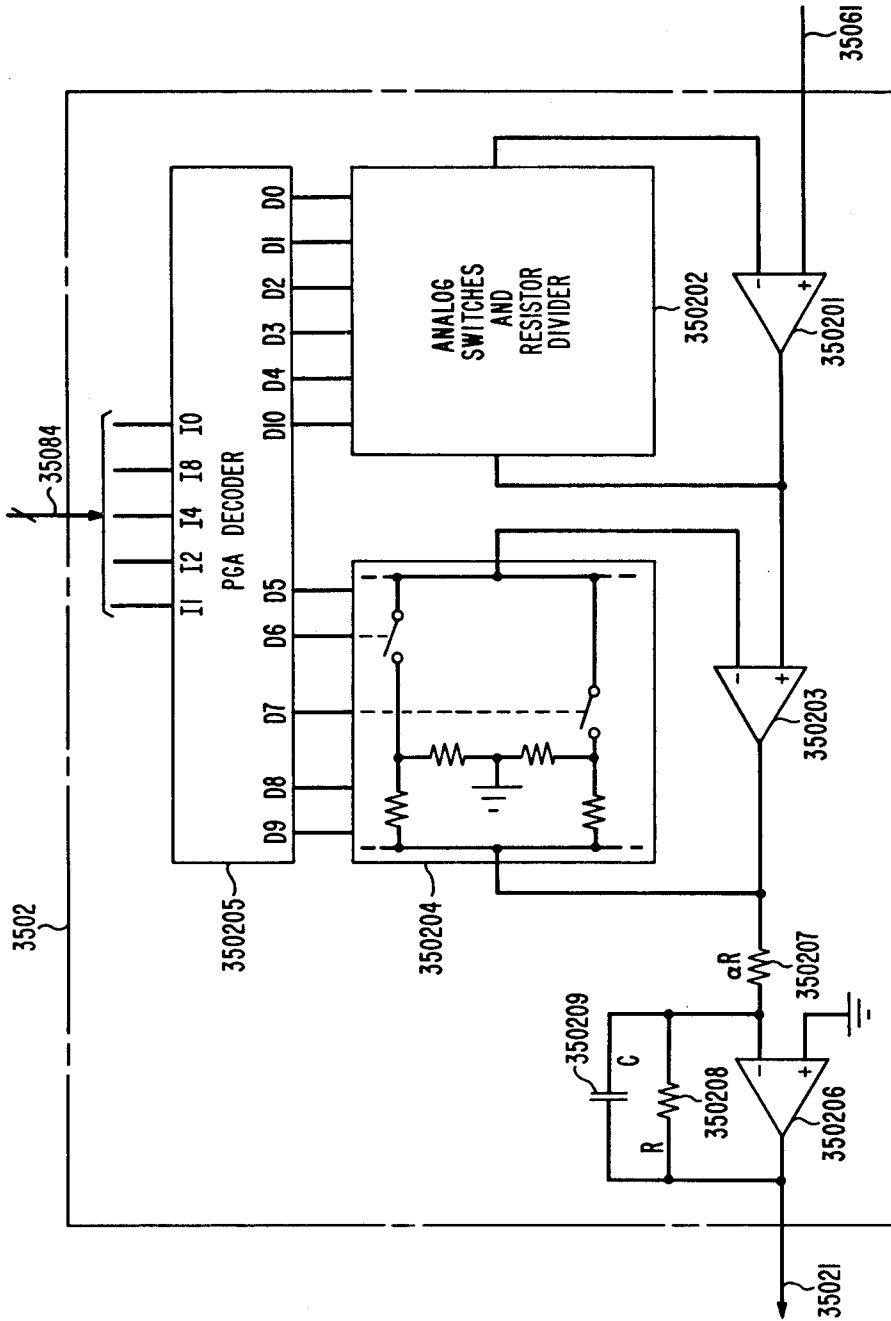 3502
35084
I1 I2 I4 I8 I0
PGA DECODER
D9 D8 D7 D6 D5 D10 D4 D3 D2 D1 D0
350205
350204
ANALOG
SWITCHES
AND
RESISTOR
DIVIDER
350202
35061
- +
350201
- +
350203
αR
350207
350209
C
R
350208
- +
350206
35021